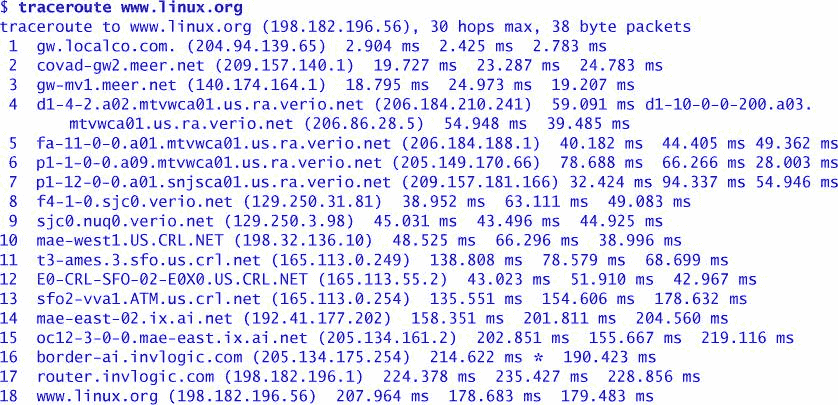 $ traceroute www.linux.org
traceroute to www.linux.org (198.182.196.56), 30 hops max, 38 byte packets
1 gw.localco.com. (204.94.139.65) 2.904 ms 2.425 ms 2.783 ms
2 covad-gw2.meer.net (209.157.140.1) 19.727 ms 23.287 ms 24.783 ms
3 gw-mv1.meer.net (140.174.164.1) 18.795 ms 24.973 ms 19.207 ms
4 d1-4-2.a02.mtvwca01.us.ra.verio.net (206.184.210.241) 59.091 ms d1-10-0-0-200.a03.
mtvwca01.us.ra.verio.net (206.86.28.5) 54.948 ms 39.485 ms
5 fa-11-0-0.a01.mtvwca01.us.ra.verio.net (206.184.188.1) 40.182 ms 44.405 ms 49.362 ms
6 p1-1-0-0.a09.mtvwca01.us.ra.verio.net (205.149.170.66) 78.688 ms 66.266 ms 28.003 ms
7 p1-12-0-0.a01.snjsca01.us.ra.verio.net (209.157.181.166) 32.424 ms 94.337 ms 54.946 ms
8 f4-1-0.sjc0.verio.net (129.250.31.81) 38.952 ms 63.111 ms 49.083 ms
9 sjc0.nuq0.verio.net (129.250.3.98) 45.031 ms 43.496 ms 44.925 ms
10 mae-west1.US.CRL.NET (198.32.136.10) 48.525 ms 66.296 ms 38.996 ms
11 t3-ames.3.sfo.us.crl.net (165.113.0.249) 138.808 ms 78.579 ms 68.699 ms
12 E0-CRL-SFO-02-E0X0.US.CRL.NET (165.113.55.2) 43.023 ms 51.910 ms 42.967 ms
13 sfo2-vva1.ATM.us.crl.net (165.113.0.254) 135.551 ms 154.606 ms 178.632 ms
14 mae-east-02.ix.ai.net (192.41.177.202) 158.351 ms 201.811 ms 204.560 ms
15 oc12-3-0-0.mae-east.ix.ai.net (205.134.161.2) 202.851 ms 155.667 ms 219.116 ms
16 border-ai.invlogic.com (205.134.175.254) 214.622 ms * 190.423 ms
17 router.invlogic.com (198.182.196.1) 224.378 ms 235.427 ms 228.856 ms
18 www.linux.org (198.182.196.56) 207.964 ms 178.683 ms 179.483 ms